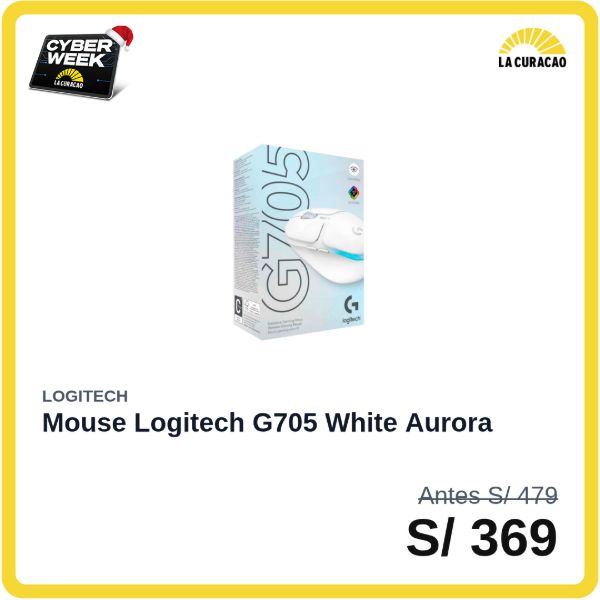 CYBER
WEEK
LA CURACAO
LA CURACAO
G705
logitech
LOGITECH
Mouse Logitech G705 White Aurora
Antes S/ 479
S/ 369